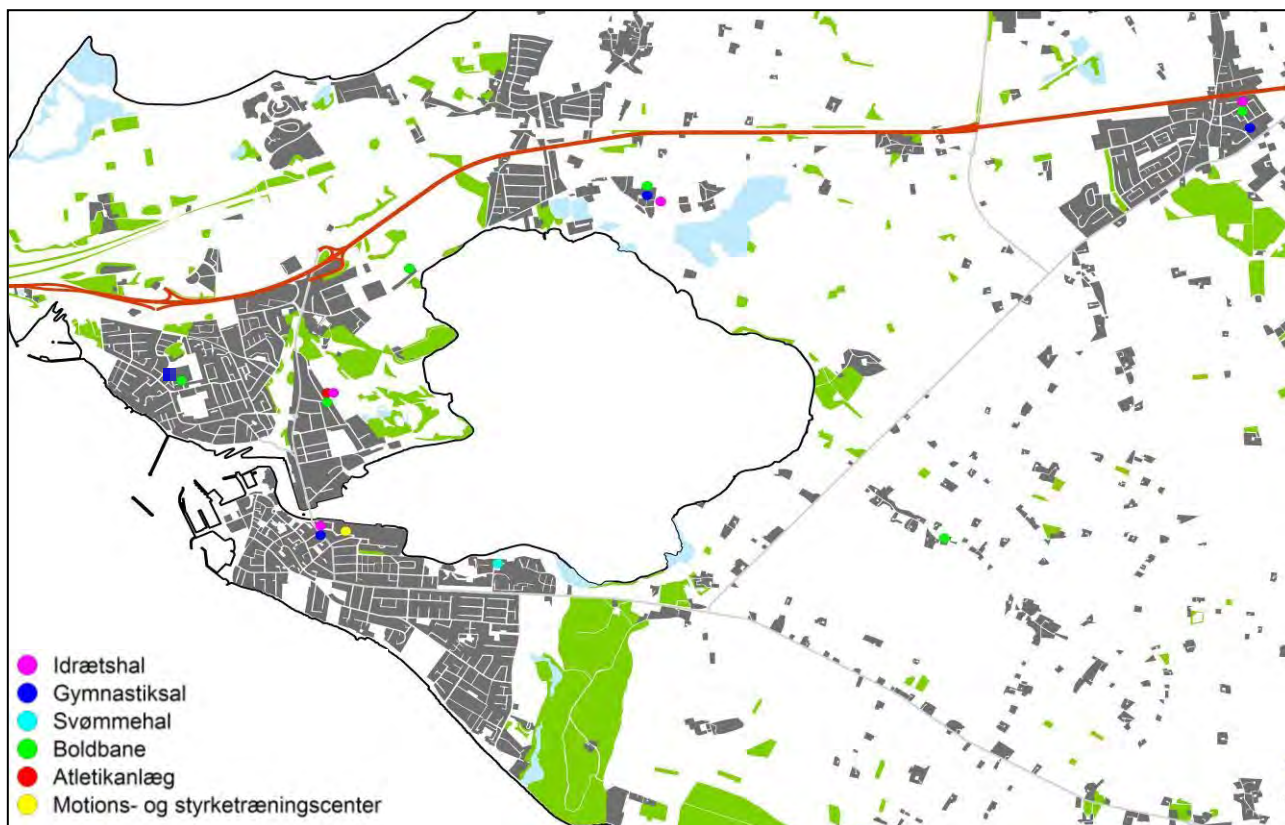 Idrætshal
Gymnastiksal
Svømmehal
Boldbane
Atletikanlæg
Motions- og styrketræningscenter